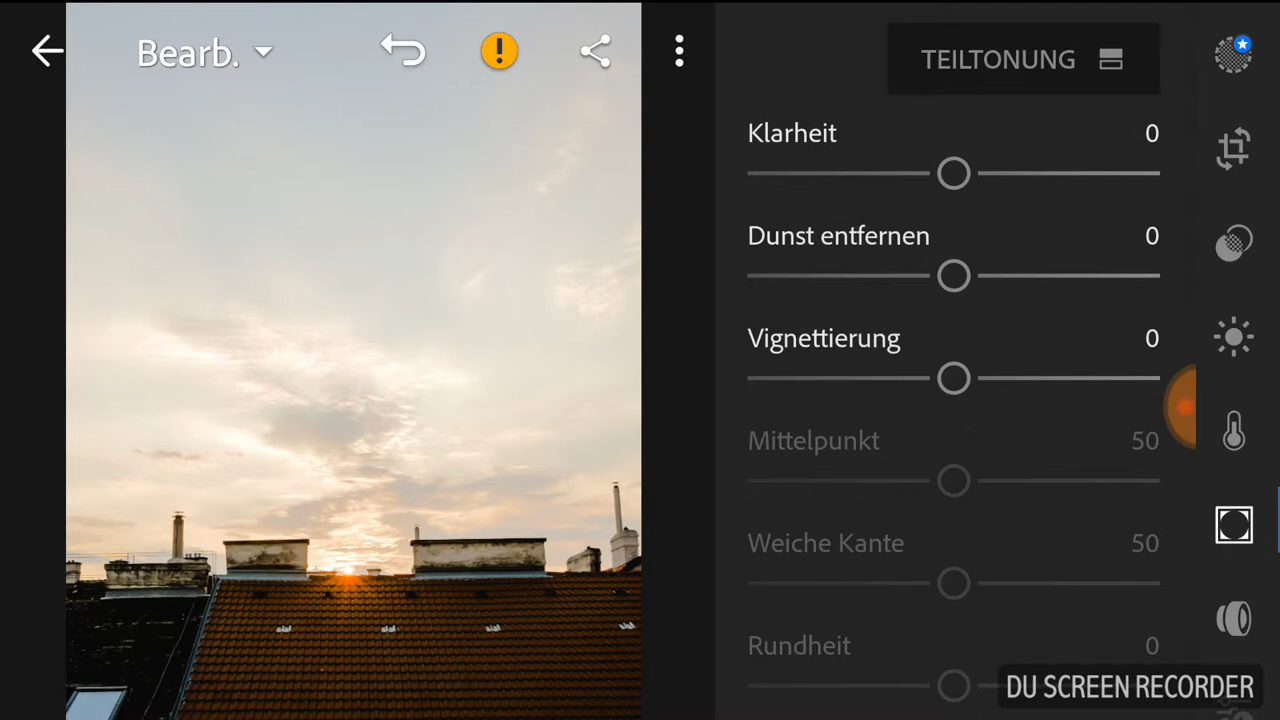 Bearb.
TEILTONUNG
Klarheit 0
Dunst entfernen 0
Vignettierung 0
Mittelpunkt 50
Weiche Kante 50
Rundheit 0
DU SCREEN RECORDER